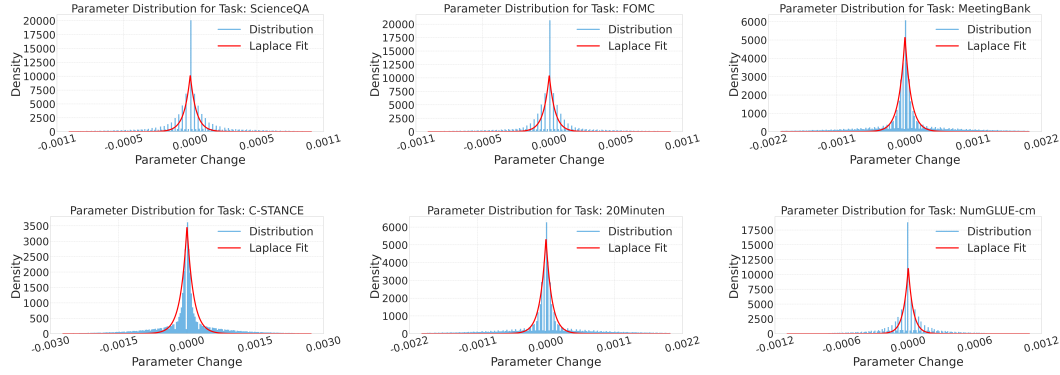 Parameter Distribution for Task: ScienceQA
20000
17500
15000
12500
10000
7500
5000
2500
0
Density
Distribution
Laplace Fit
-0.0011
-0.0005
0.0000
0.0005
0.0011
Parameter Change
Parameter Distribution for Task: FOMC
20000
17500
15000
12500
10000
7500
5000
2500
0
Density
Distribution
Laplace Fit
-0.0011
-0.0005
0.0000
0.0005
0.0011
Parameter Change
Parameter Distribution for Task: MeetingBank
6000
5000
4000
3000
2000
1000
0
Density
Distribution
Laplace Fit
-0.0022
-0.0011
0.0000
0.0011
0.0022
Parameter Change
Parameter Distribution for Task: C-STANCE
3500
3000
2500
2000
1500
1000
500
0
Density
Distribution
Laplace Fit
-0.0030
-0.0015
0.0000
0.0015
0.0030
Parameter Change
Parameter Distribution for Task: 20Minuten
6000
5000
4000
3000
2000
1000
0
Density
Distribution
Laplace Fit
-0.0022
-0.0011
0.0000
0.0011
0.0022
Parameter Change
Parameter Distribution for Task: NumGLUE-cm
17500
15000
12500
10000
7500
5000
2500
0
Density
Distribution
Laplace Fit
-0.0012
-0.0006
0.0000
0.0006
0.0012
Parameter Change